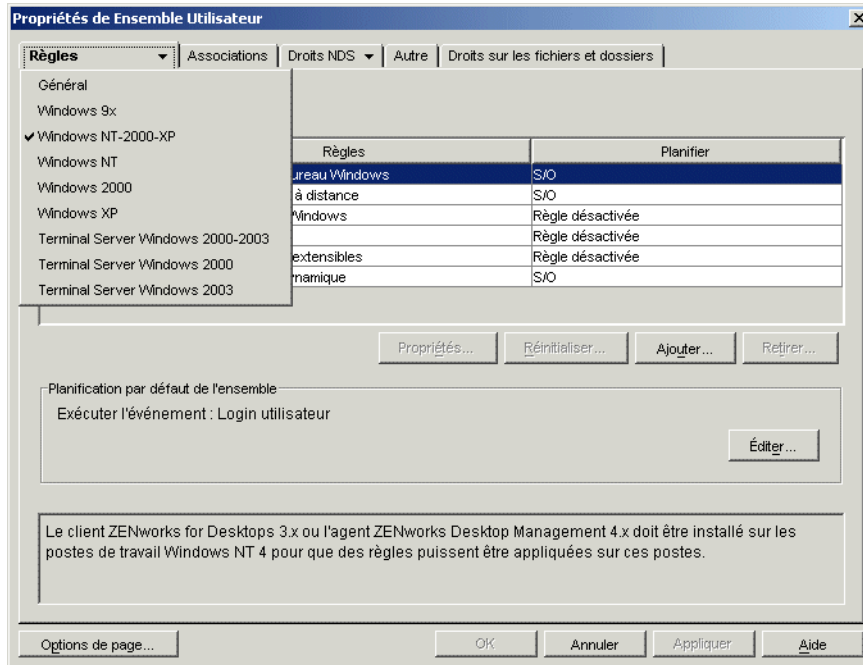 Propriétés de Ensemble Utilisateur
Règles Associations Droits NDS Autre Droits sur les fichiers et dossiers
Général
Windows 9x
Windows NT-2000-XP
Windows NT
Windows 2000
Windows XP
Terminal Server Windows 2000-2003
Terminal Server Windows 2000
Terminal Server Windows 2003
Règles Planifier
Bureau Windows S/O
à distance S/O
Windows Règle désactivée
Règle désactivée
extensibles Règle désactivée
S/O
Propriétés... Réinitialiser... Ajouter... Retirer...
Planification par défaut de l'ensemble
Exécuter l'événement : Login utilisateur
Éditer...
Le client ZENworks for Desktops 3.x ou l'agent ZENworks Desktop Management 4.x doit être installé sur les
postes de travail Windows NT 4 pour que des règles puissent être appliquées sur ces postes.
Options de page... OK Annuler Appliquer Aide